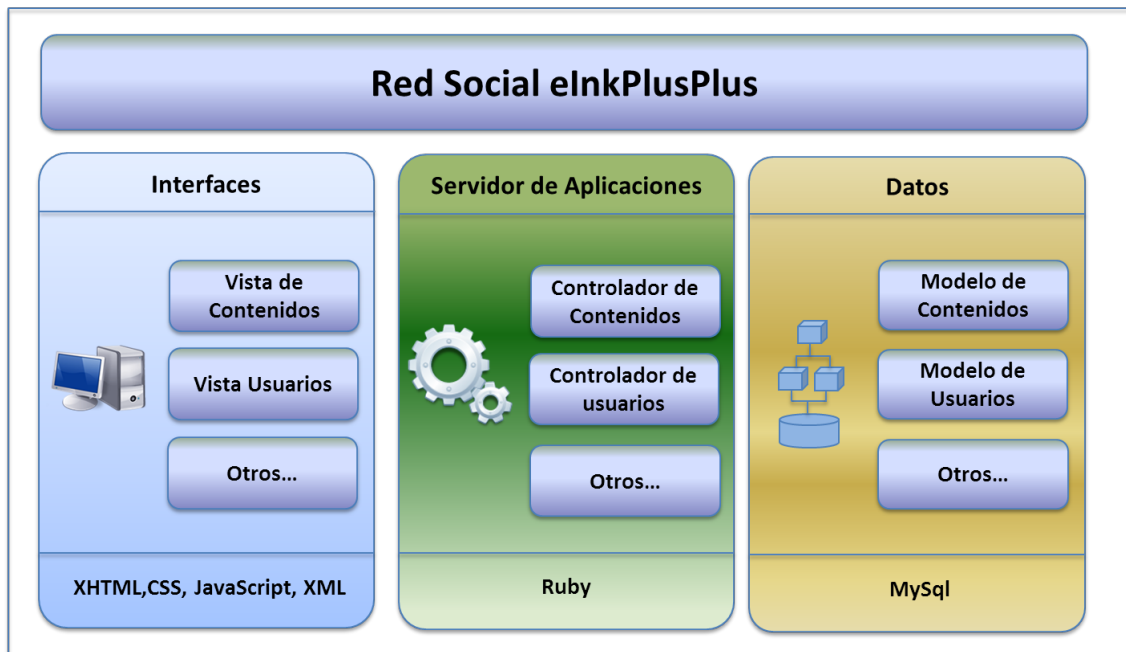 Red Social eInkPlusPlus
Interfaces
Vista de
Contenidos
Vista Usuarios
Otros...
XHTML,CSS, JavaScript, XML
Servidor de Aplicaciones
Controlador de
Contenidos
Controlador de
usuarios
Otros...
Ruby
Datos
Modelo de
Contenidos
Modelo de
Usuarios
Otros...
MySql